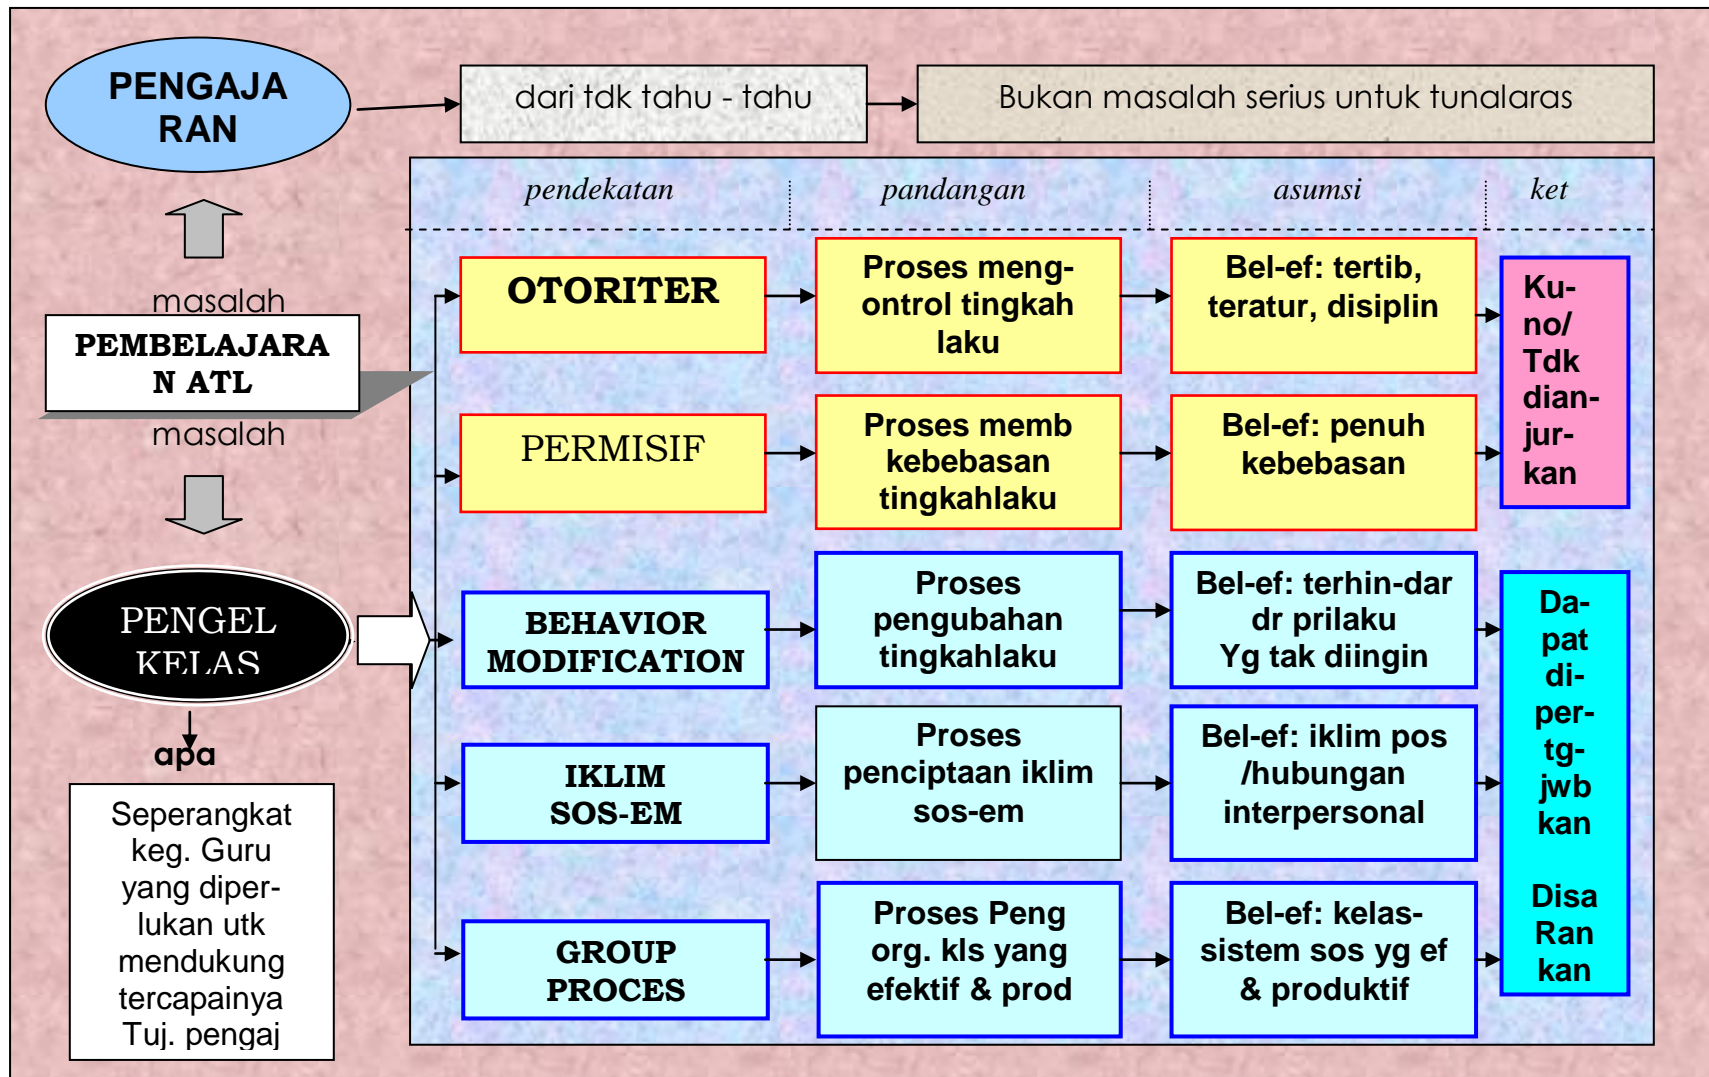 PENGAJA
RAN
dari tdk tahu - tahu
Bukan masalah serius untuk tunalaras
masalah
PEMBELAJARA
N ATL
masalah
PENGEL
KELAS
apa
Seperangkat
keg. Guru
yang diper-
lukan utk
mendukung
tercapainya
Tuj. pengaj
pendekatan
pandangan
asumsi
ket
OTORITER
Proses meng-
ontrol tingkah
laku
Bel-ef: tertib,
teratur, disiplin
PERMISIF
Proses memb
kebebasan
tingkahlaku
Bel-ef: penuh
kebebasan
Ku-
no/
Tdk
dian-
jur-
kan
BEHAVIOR
MODIFICATION
Proses
pengubahan
tingkahlaku
Bel-ef: terhin-dar
dr prilaku
Yg tak diingin
IKLIM
SOS-EM
Proses
penciptaan iklim
sos-em
Bel-ef: iklim pos
/hubungan
interpersonal
GROUP
PROCES
Proses Peng
org. kls yang
efektif & prod
Bel-ef: kelas-
sistem sos yg ef
& produktif
Da-
pat
di-
per-
tg-
jwb
kan
Disa
Ran
kan